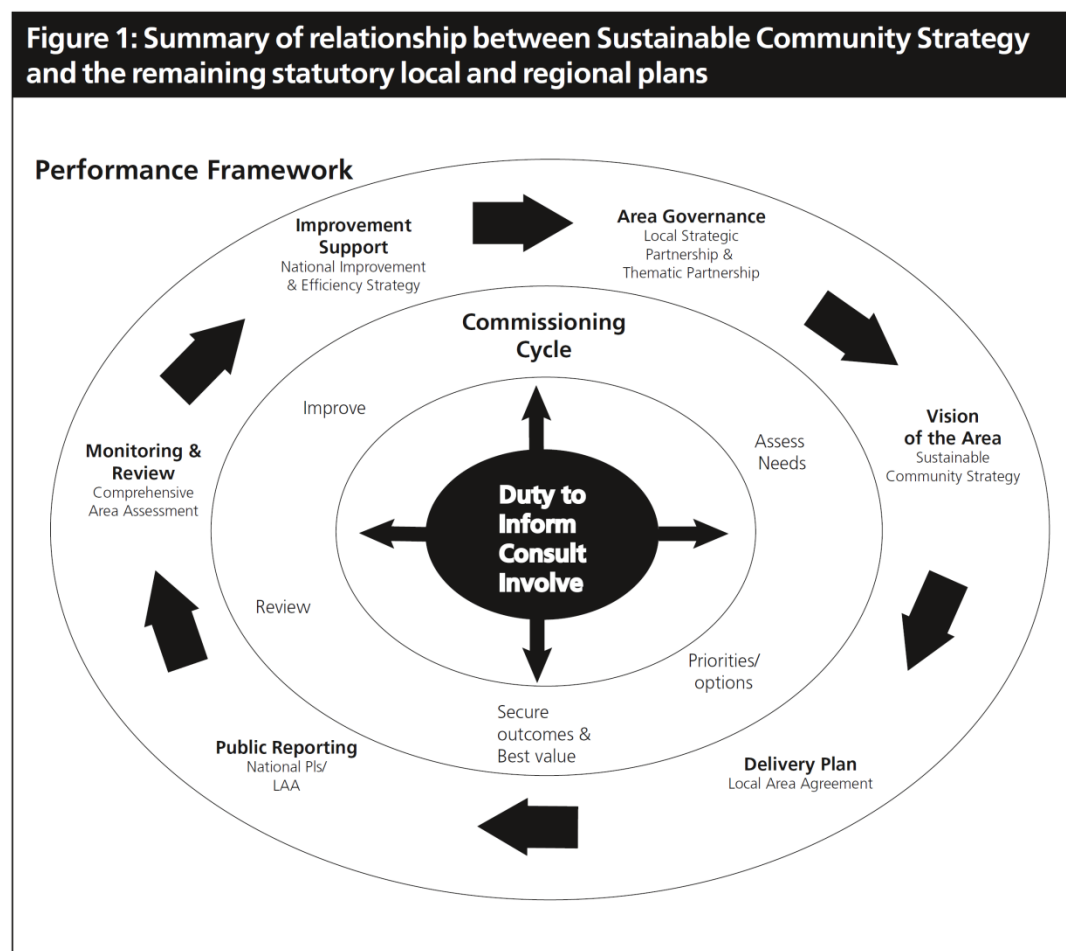 Figure 1: Summary of relationship between Sustainable Community Strategy
and the remaining statutory local and regional plans
Performance Framework
Improvement
Support
National Improvement
& Efficiency Strategy
Area Governance
Local Strategic
Partnership &
Thematic Partnership
Commissioning
Cycle
Improve
Assess
Needs
Vision
of the Area
Sustainable
Community Strategy
Monitoring &
Review
Comprehensive
Area Assessment
Duty to
Inform
Consult
Involve
Review
Priorities/
options
Secure
outcomes &
Best value
Public Reporting
National PIs/
LAA
Delivery Plan
Local Area Agreement